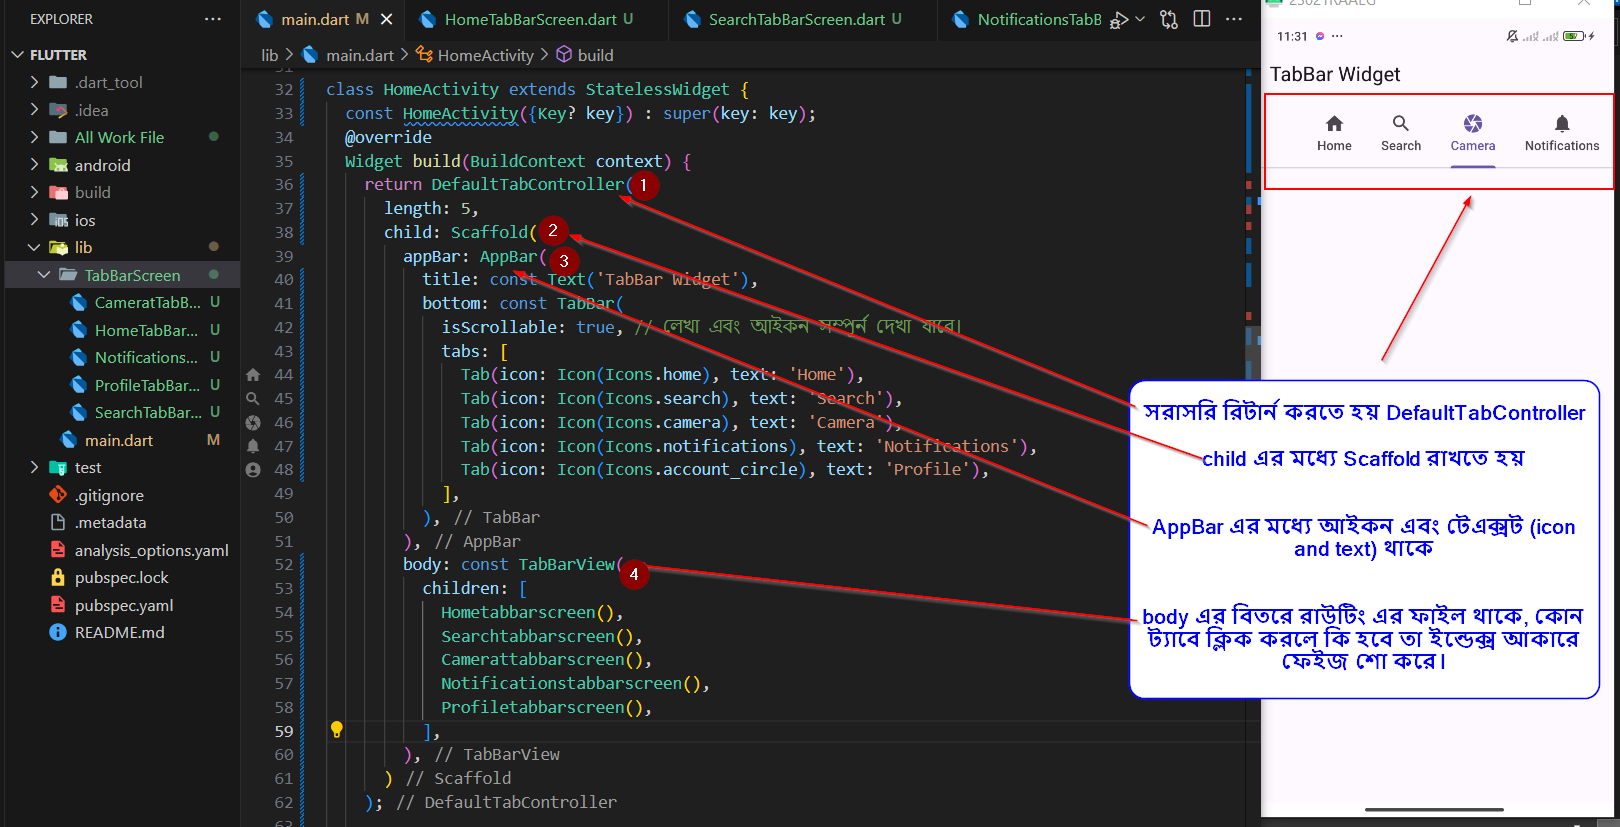 EXPLORER
FLUTTER
.dart_tool
.idea
All Work File
android
build
ios
lib
TabBarScreen
CameratTabB... U
HomeTabBar... U
Notifications... U
ProfileTabBar... U
SearchTabBar... U
main.dart M
test
.gitignore
.metadata
analysis_options.yaml
pubspec.lock
pubspec.yaml
README.md
main.dart M
HomeTabBarScreen.dart U
SearchTabBarScreen.dart U
NotificationsTabB
lib > main.dart > HomeActivity > build
32 class HomeActivity extends StatelessWidget {
33 const HomeActivity({Key? key}) : super(key: key);
34 @override
35 Widget build(BuildContext context) {
36 return DefaultTabController( 1
37 length: 5,
38 child: Scaffold( 2
39 appBar: AppBar( 3
40 title: const Text('TabBar Widget'),
41 bottom: const TabBar(
42 isScrollable: true, // লেখা এবং আইকন সম্পূর্ন দেখা যাবে।
43 tabs: [
44 Tab(icon: Icon(Icons.home), text: 'Home'),
45 Tab(icon: Icon(Icons.search), text: 'Search'),
46 Tab(icon: Icon(Icons.camera), text: 'Camera'),
47 Tab(icon: Icon(Icons.notifications), text: 'Notifications'),
48 Tab(icon: Icon(Icons.account_circle), text: 'Profile'),
49 ],
50 ), // TabBar
51 ), // AppBar
52 body: const TabBarView( 4
53 children: [
54 Hometabbarscreen(),
55 Searchtabbarscreen(),
56 Camerattabbarscreen(),
57 Notificationstabbarscreen(),
58 Profiletabbarscreen(),
59 ],
60 ), // TabBarView
61 ) // Scaffold
62 ); // DefaultTabController
11:31
57
TabBar Widget
Home Search Camera Notifications
সরাসরি রিটার্ন করতে হয় DefaultTabController
child এর মধ্যে Scaffold রাখতে হয়
AppBar এর মধ্যে আইকন এবং টেএক্সট (icon
and text) থাকে
body এর বিতরে রাউটিং এর ফাইল থাকে, কোন
ট্যাবে ক্লিক করলে কি হবে তা ইন্ডেক্স আকারে
ফেইজ শো করে।